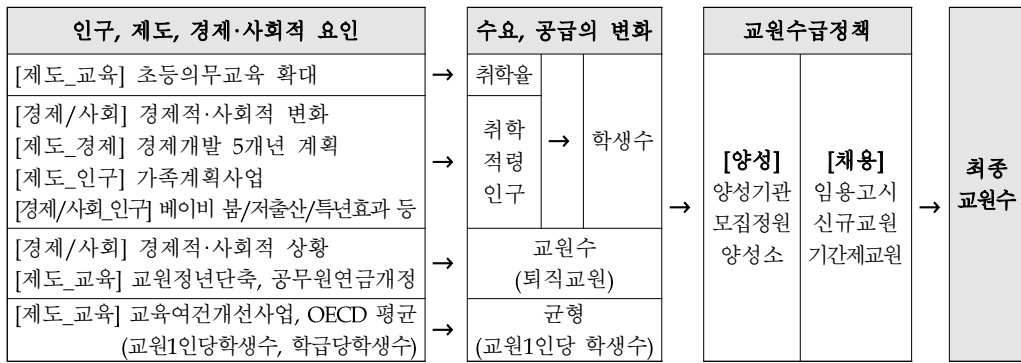 인구, 제도, 경제·사회적 요인
[제도_교육] 초등의무교육 확대
[경제/사회] 경제적·사회적 변화
[제도_경제] 경제개발 5개년 계획
[제도_인구] 가족계획사업
[경제/사회_인구] 베이비 붐/저출산/특년효과 등
[경제/사회] 경제적·사회적 상황
[제도_교육] 교원정년단축, 공무원연금개정
[제도_교육] 교육여건개선사업, OECD 평균
(교원1인당학생수, 학급당학생수)
→
→
→
→
수요, 공급의 변화
취학율
취학
적령
인구
→
학생수
교원수
(퇴직교원)
균형
(교원1인당 학생수)
→
교원수급정책
[양성]
양성기관
모집정원
양성소
[채용]
임용고시
신규교원
기간제교원
→
최종
교원수